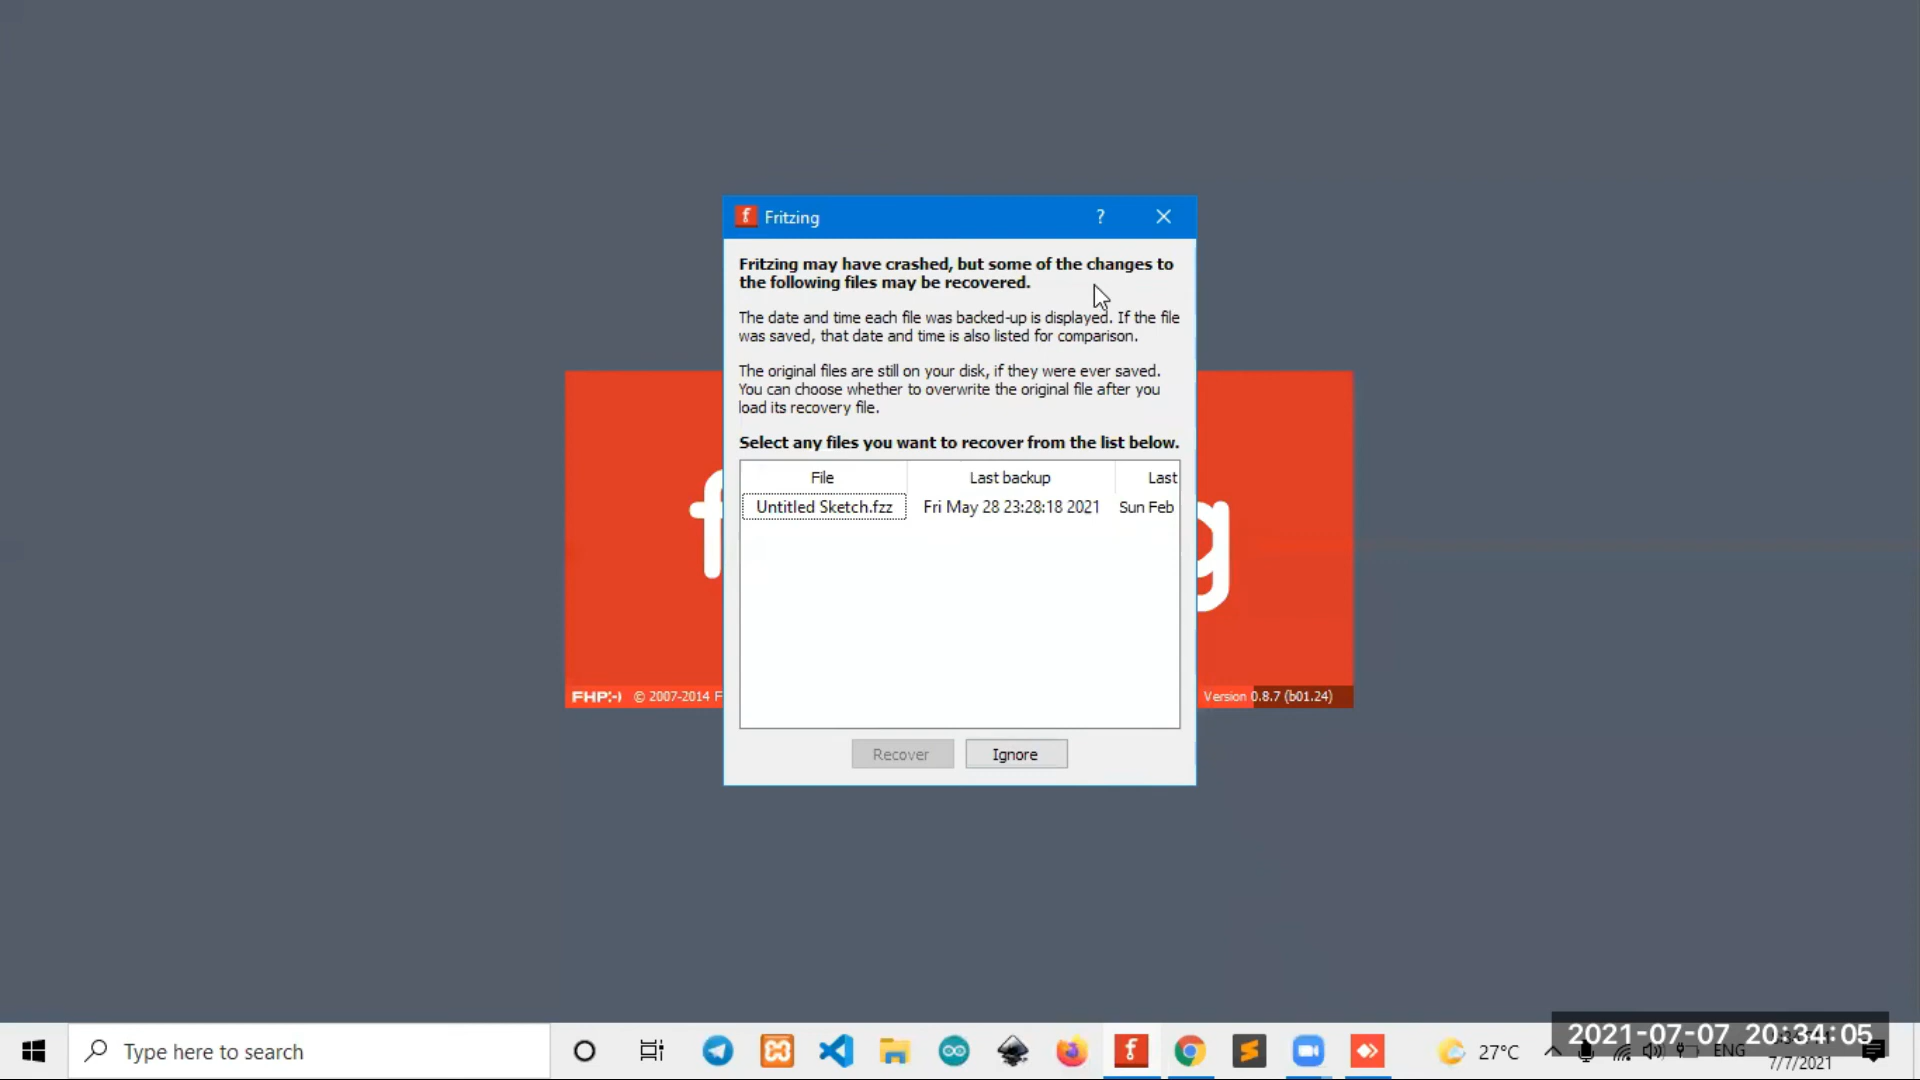 Fritzing
?
Fritzing may have crashed, but some of the changes to
the following files may be recovered.
The date and time each file was backed-up is displayed. If the file
was saved, that date and time is also listed for comparison.
The original files are still on your disk, if they were ever saved.
You can choose whether to overwrite the original file after you
load its recovery file.
Select any files you want to recover from the list below.
File Last backup Last
Untitled Sketch.fzz Fri May 28 23:28:18 2021 Sun Feb
f g
FHP:-) © 2007-2014 F Version 0.8.7 (b01.24)
Recover Ignore
Type here to search
27°C
ENG
2021-07-07 20:34:05
7/7/2021